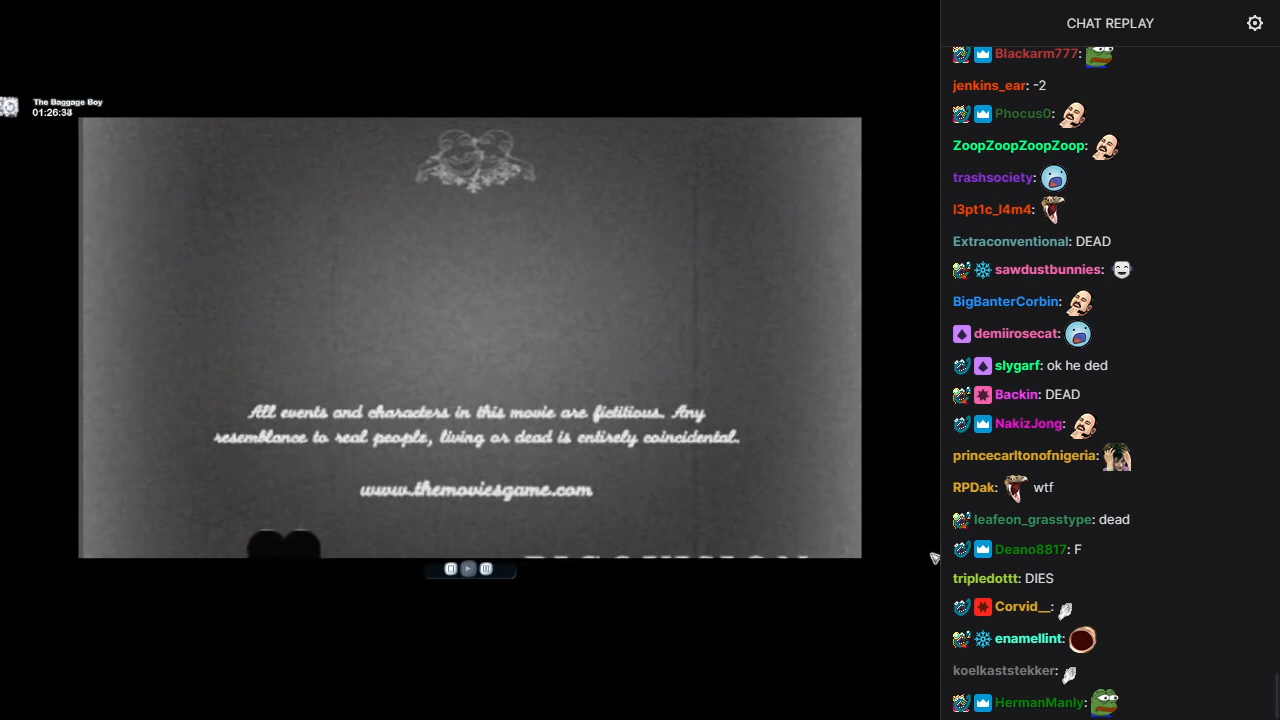 CHAT REPLAY
Blackarm777:
jenkins_ear: -2
Phocus0:
ZoopZoopZoopZoop:
trashsociety:
l3pt1c_l4m4:
Extraconventional: DEAD
sawdustbunnies:
BigBanterCorbin:
demiirosecat:
slygarf: ok he ded
Backin: DEAD
NakizJong:
princecarltonofnigeria:
RPDak: wtf
leafeon_grasstype: dead
Deano8817: F
tripledottt: DIES
Corvid__:
enamellint:
koelkaststekker:
HermanManly:
The Baggage Boy
01:26:34
All events and characters in this movie are fictitious. Any
resemblance to real people, living or dead is entirely coincidental.
www.themoviesgame.com